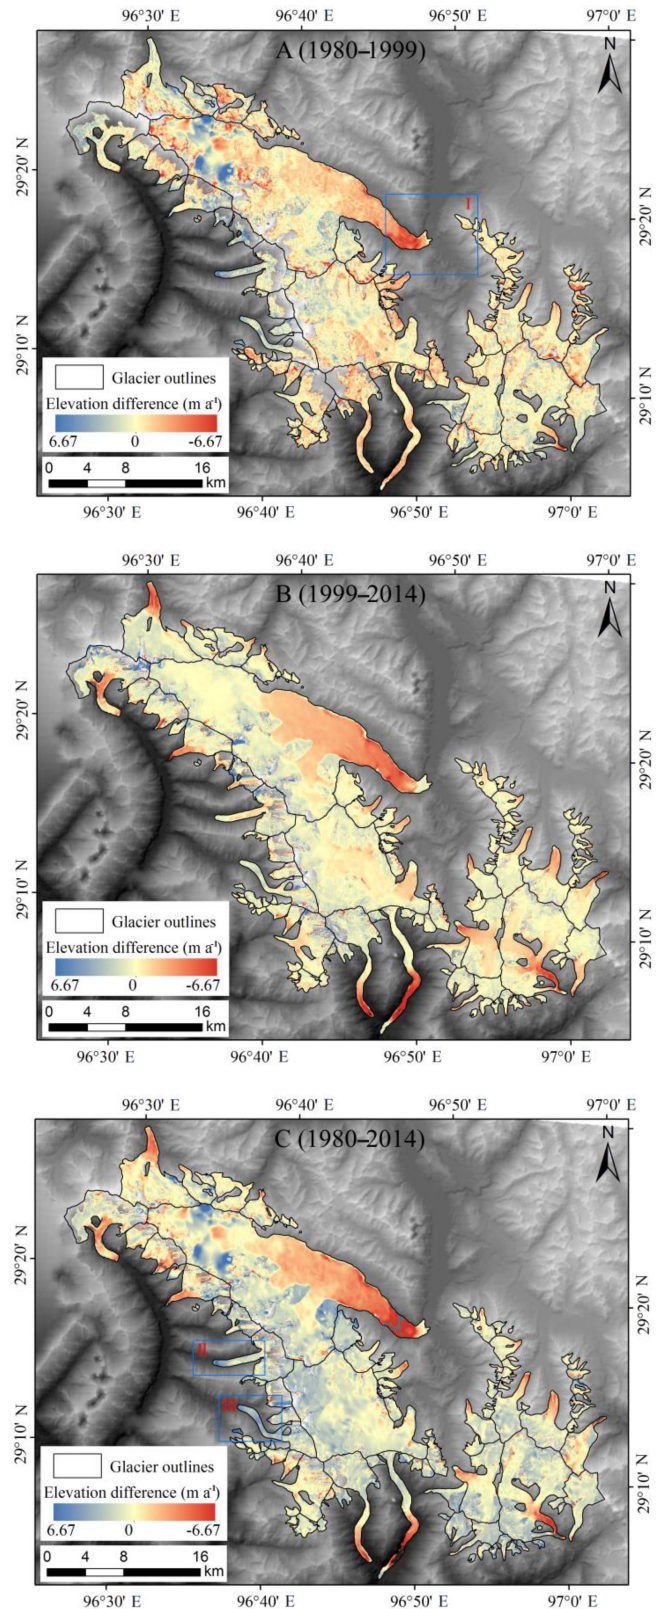 96°30' E 96°40' E 96°50' E 97°0' E
A (1980–1999)
N
29°20' N
I
29°20' N
29°10' N
29°10' N
Glacier outlines
Elevation difference (m a⁻¹)
6.67 0 -6.67
0 4 8 16
km
96°30' E 96°40' E 96°50' E 97°0' E
96°30' E 96°40' E 96°50' E 97°0' E
B (1999–2014)
N
29°20' N
29°20' N
29°10' N
29°10' N
Glacier outlines
Elevation difference (m a⁻¹)
6.67 0 -6.67
0 4 8 16
km
96°30' E 96°40' E 96°50' E 97°0' E
96°30' E 96°40' E 96°50' E 97°0' E
C (1980–2014)
N
29°20' N
29°20' N
II
III
29°10' N
29°10' N
Glacier outlines
Elevation difference (m a⁻¹)
6.67 0 -6.67
0 4 8 16
km
96°30' E 96°40' E 96°50' E 97°0' E